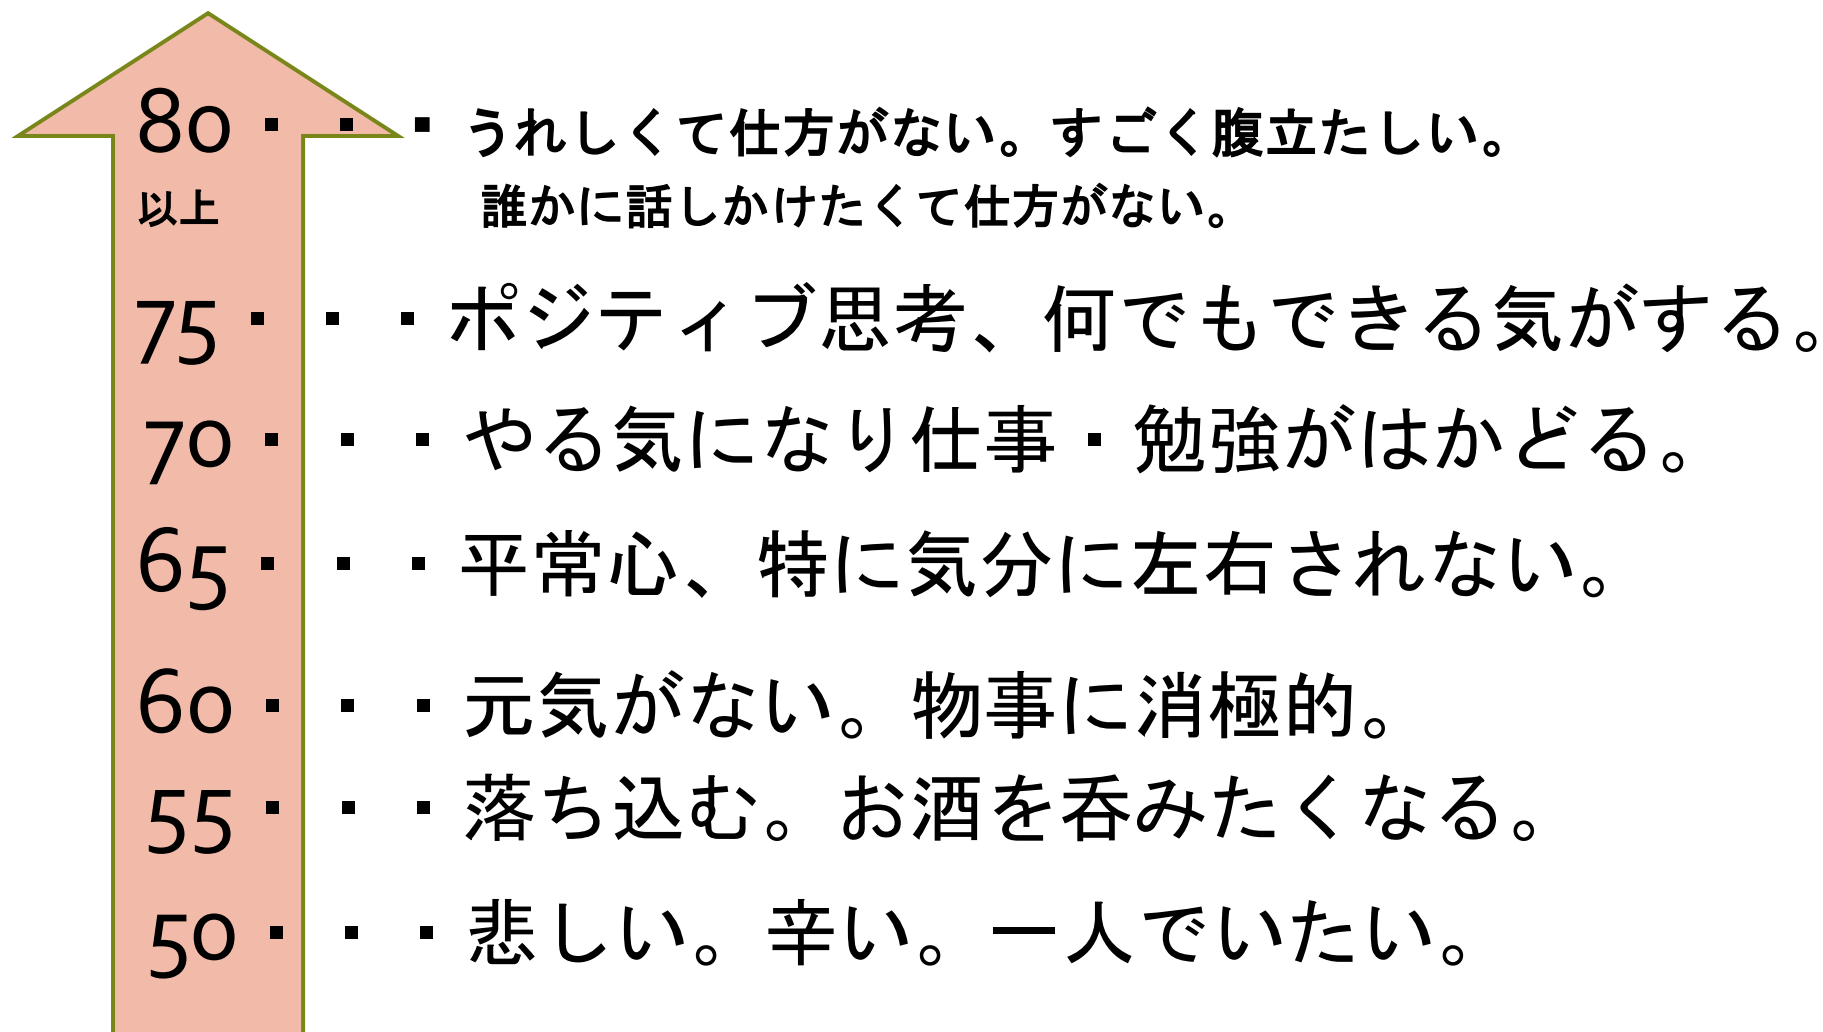 80・・・うれしくて仕方がない。すごく腹立たしい。
以上 誰かに話しかけたくて仕方がない。
75・・・ポジティブ思考、何でもできる気がする。
70・・・やる気になり仕事・勉強がはかどる。
65・・・平常心、特に気分に左右されない。
60・・・元気がない。物事に消極的。
55・・・落ち込む。お酒を呑みたくなる。
50・・・悲しい。辛い。一人でいたい。